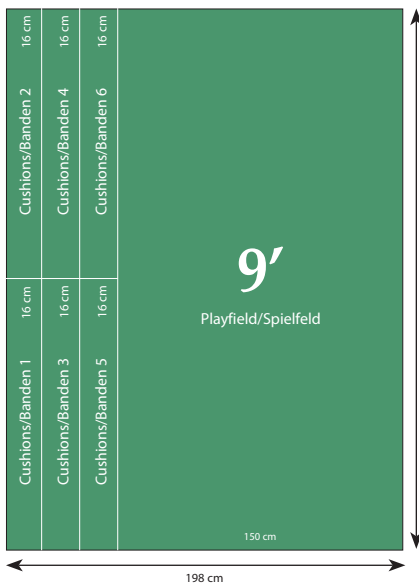 16 cm
16 cm
16 cm
Cushions/Banden 2
Cushions/Banden 4
Cushions/Banden 6
9′
Playfield/Spielfeld
16 cm
16 cm
16 cm
Cushions/Banden 1
Cushions/Banden 3
Cushions/Banden 5
150 cm
198 cm